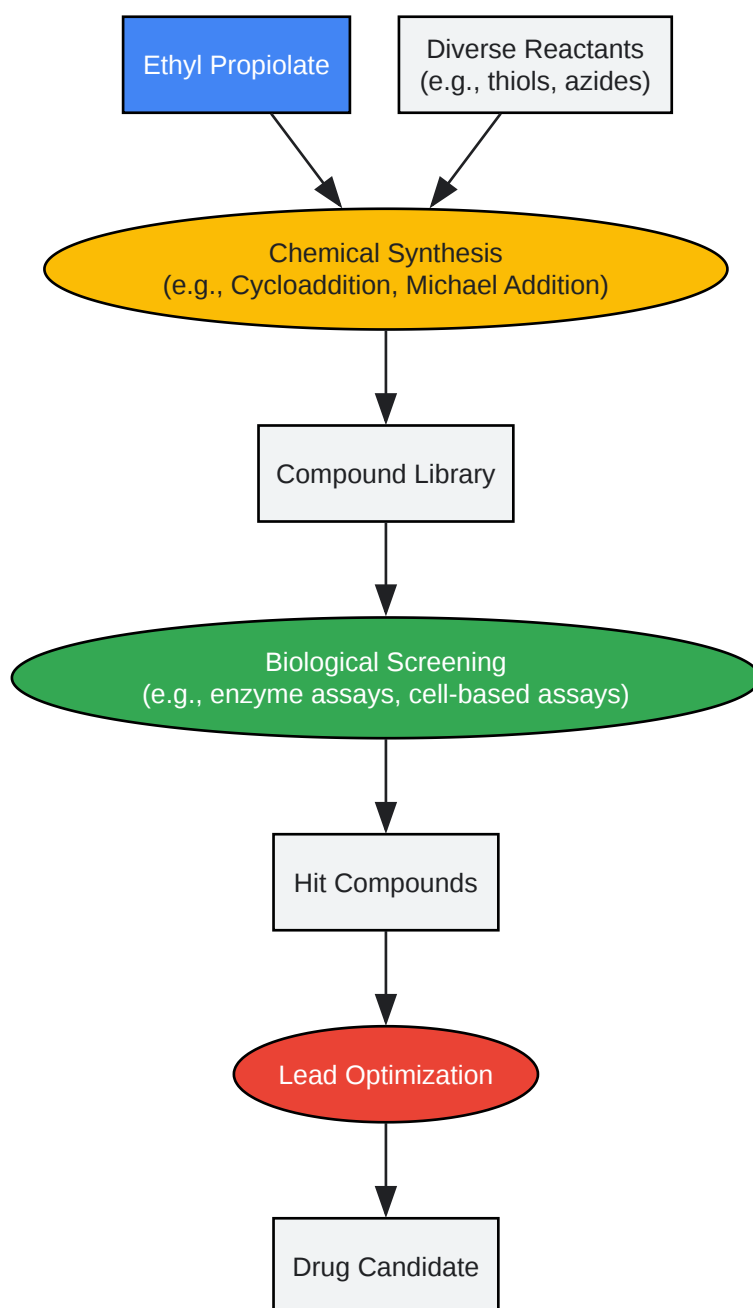 Ethyl Propiolate
Diverse Reactants
(e.g., thiols, azides)
Chemical Synthesis
(e.g., Cycloaddition, Michael Addition)
Compound Library
Biological Screening
(e.g., enzyme assays, cell-based assays)
Hit Compounds
Lead Optimization
Drug Candidate